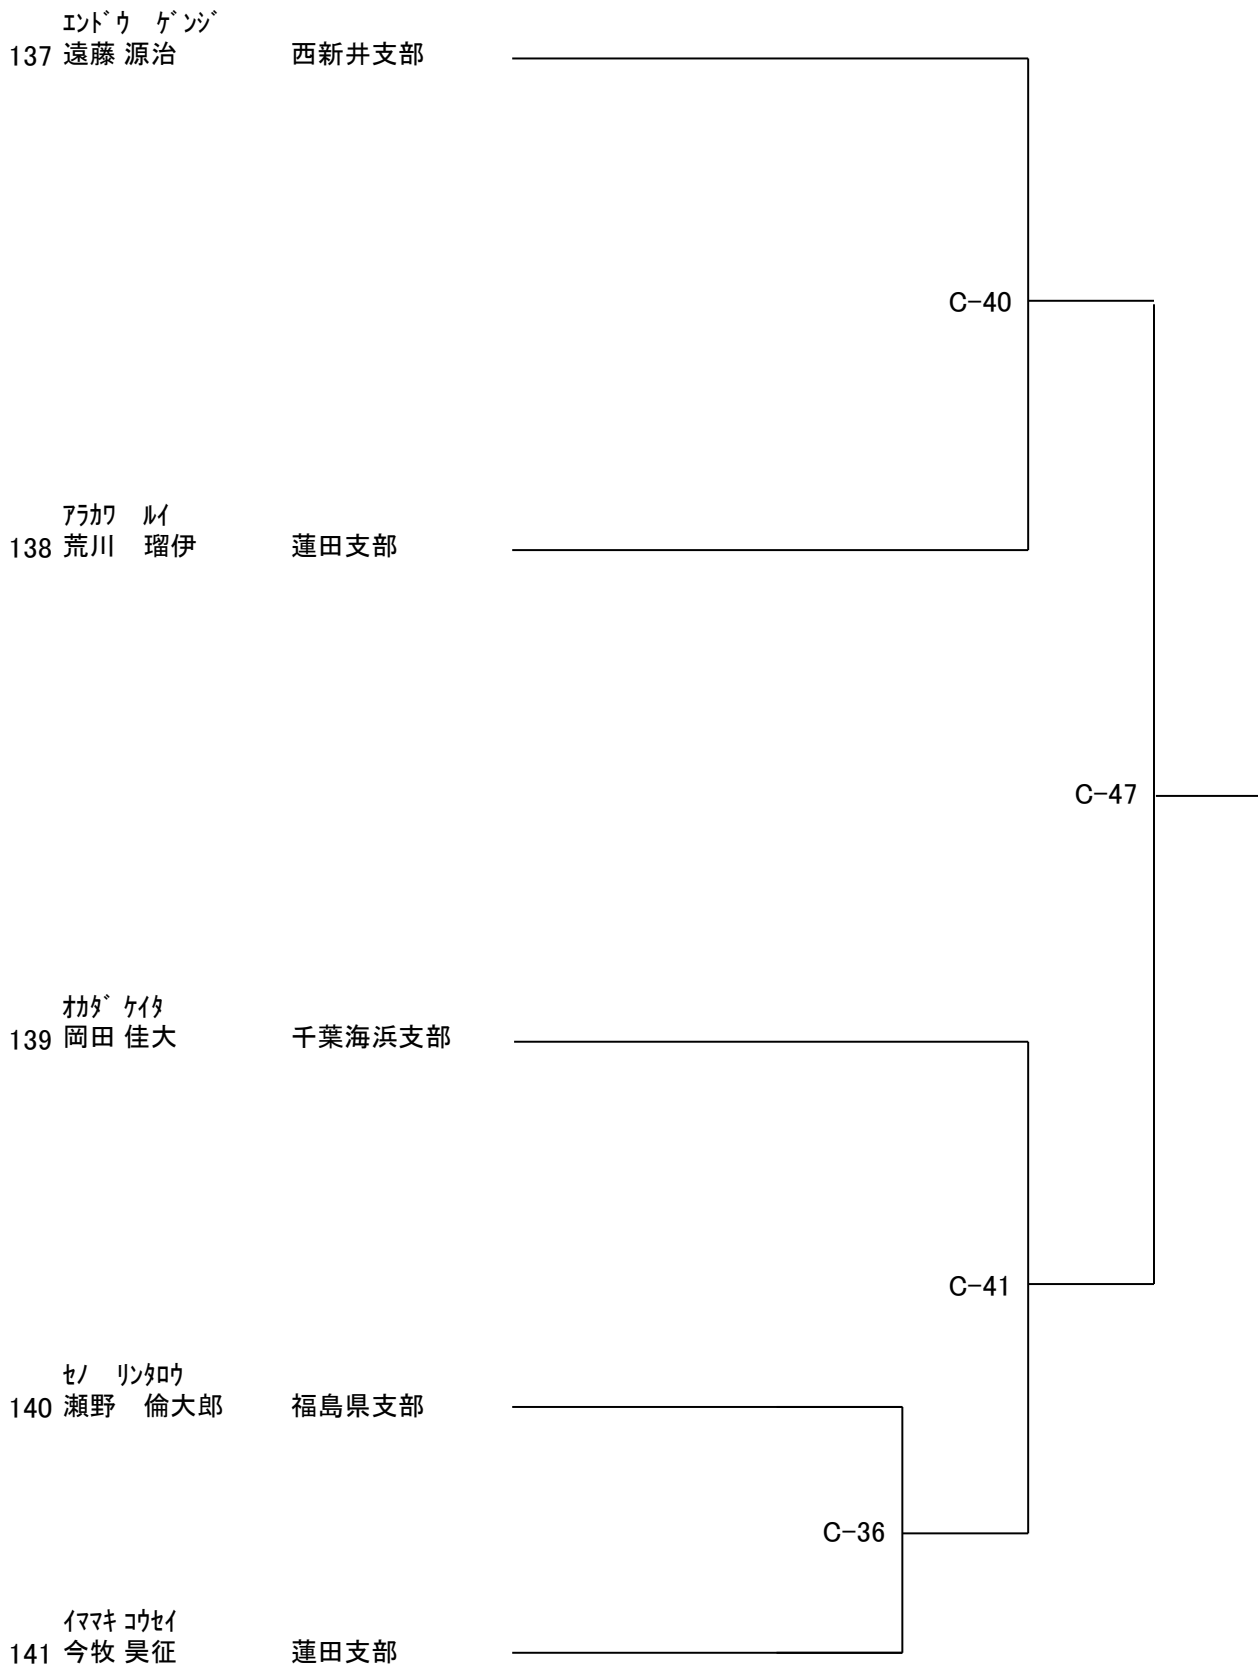 ｴﾝﾄﾞｳ　ｹﾞﾝｼﾞ
137 遠藤 源治 西新井支部
C-40
ｱﾗｶﾜ　ﾙｲ
138 荒川　瑠伊 蓮田支部
C-47
ｵｶﾀﾞ ｹｲﾀ
139 岡田 佳大 千葉海浜支部
C-41
ｾﾉ　ﾘﾝﾀﾛｳ
140 瀬野　倫大郎 福島県支部
C-36
ｲﾏﾏｷ ｺｳｾｲ
141 今牧 昊征 蓮田支部